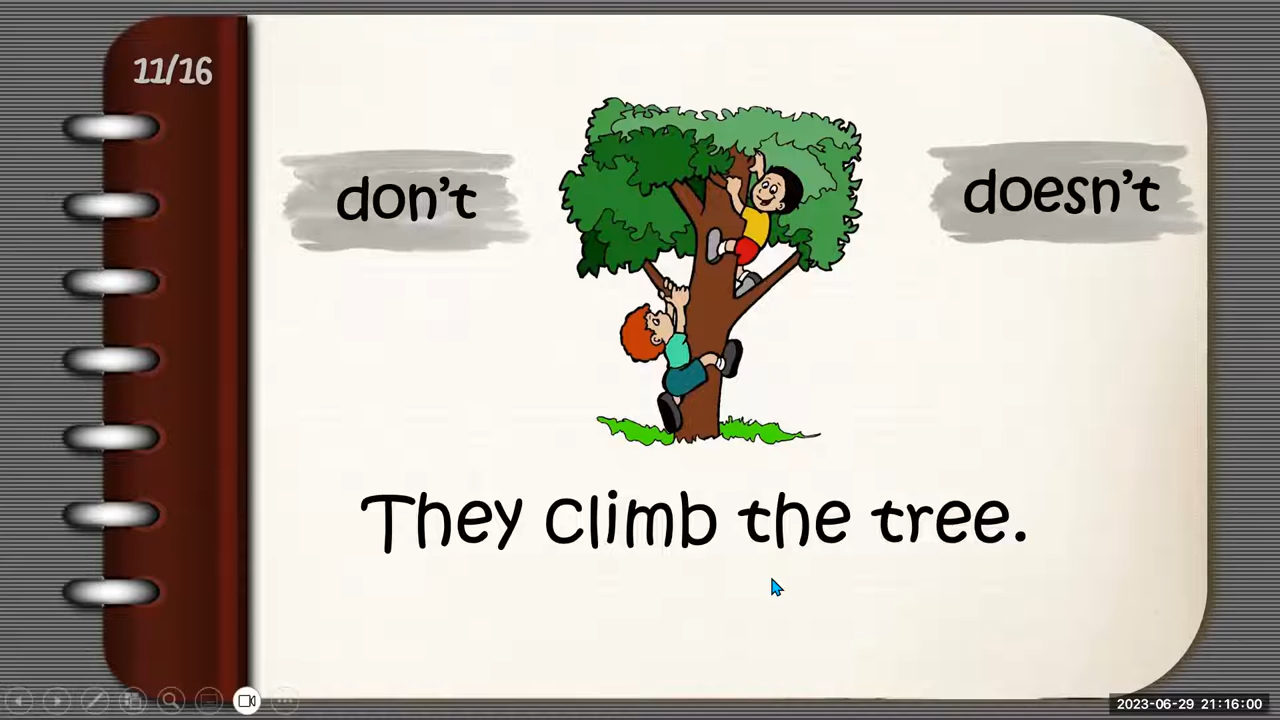 11/16
don't
doesn't
They climb the tree.
2023-06-29 21:16:00